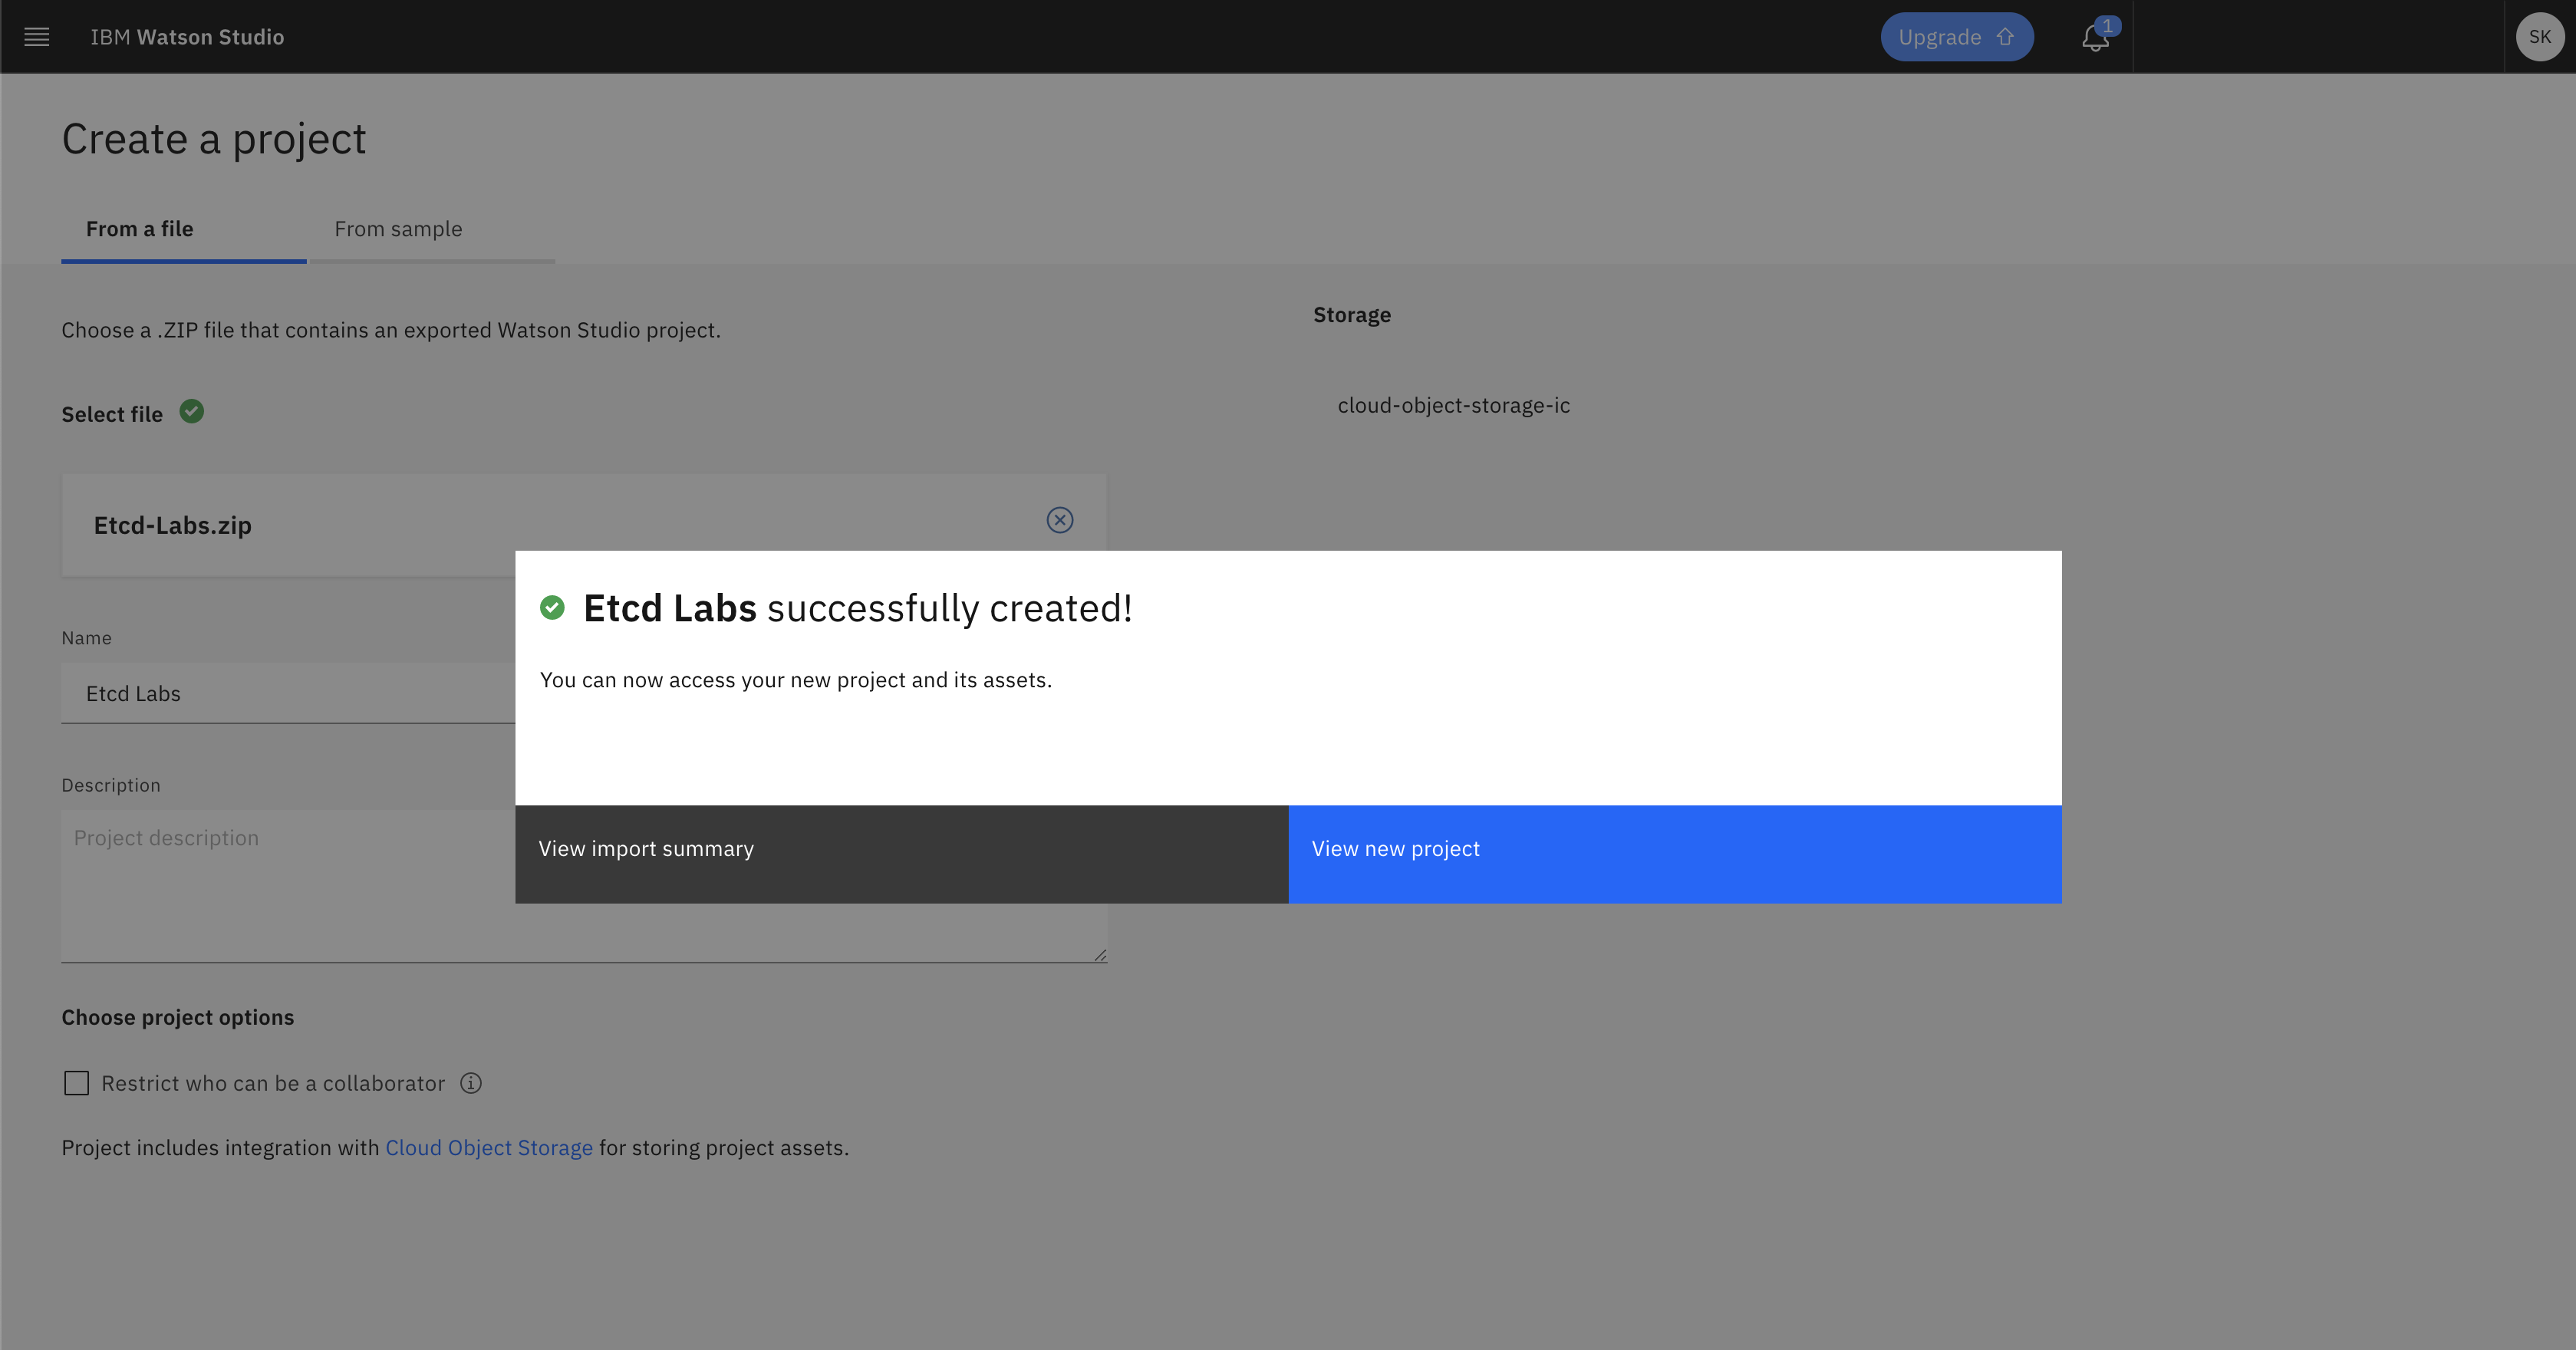 IBM Watson Studio
Upgrade
1
SK
Create a project
From a file
From sample
Choose a .ZIP file that contains an exported Watson Studio project.
Select file
Etcd-Labs.zip
Name
Etcd Labs
Description
Project description
Choose project options
Restrict who can be a collaborator
Project includes integration with Cloud Object Storage for storing project assets.
Storage
cloud-object-storage-ic
Etcd Labs successfully created!
You can now access your new project and its assets.
View import summary
View new project